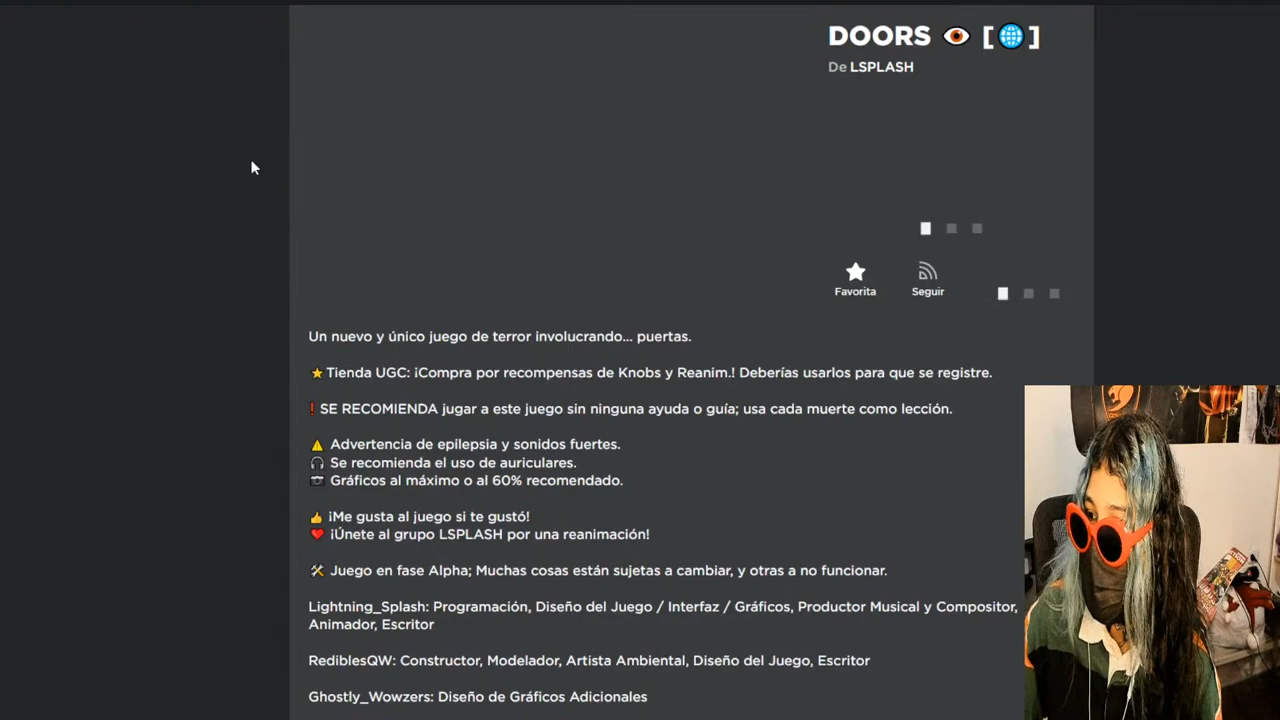 DOORS 👁 [🌐]
De LSPLASH
Favorita
Seguir
Un nuevo y único juego de terror involucrando... puertas.
⭐Tienda UGC: ¡Compra por recompensas de Knobs y Reanim.! Deberías usarlos para que se registre.
❗SE RECOMIENDA jugar a este juego sin ninguna ayuda o guía; usa cada muerte como lección.
⚠️ Advertencia de epilepsia y sonidos fuertes.
🎧 Se recomienda el uso de auriculares.
📷 Gráficos al máximo o al 60% recomendado.
👍 ¡Me gusta al juego si te gustó!
❤️ ¡Únete al grupo LSPLASH por una reanimación!
🛠️ Juego en fase Alpha; Muchas cosas están sujetas a cambiar, y otras a no funcionar.
Lightning_Splash: Programación, Diseño del Juego / Interfaz / Gráficos, Productor Musical y Compositor,
Animador, Escritor
RediblesQW: Constructor, Modelador, Artista Ambiental, Diseño del Juego, Escritor
Ghostly_Wowzers: Diseño de Gráficos Adicionales